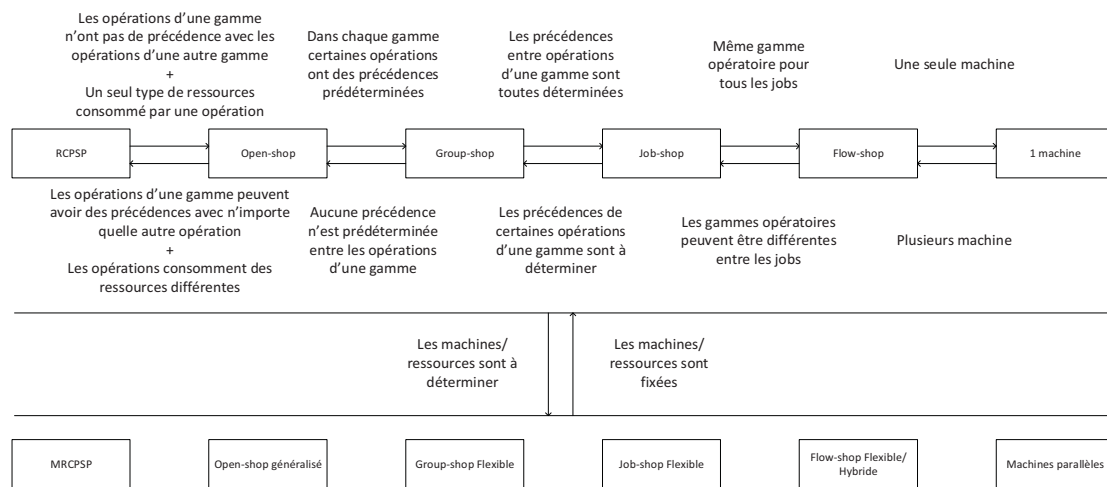 Les opérations d'une gamme
n'ont pas de précédence avec les
opérations d'une autre gamme
+
Un seul type de ressources
consommé par une opération
Dans chaque gamme
certaines opérations
ont des précédences
prédéterminées
Les précédences
entre opérations
d'une gamme sont
toutes déterminées
Même gamme
opératoire pour
tous les jobs
Une seule machine
RCPSP
Open-shop
Group-shop
Job-shop
Flow-shop
1 machine
Les opérations d'une gamme peuvent
avoir des précédences avec n'importe
quelle autre opération
+
Les opérations consomment des
ressources différentes
Aucune précédence
n'est prédéterminée
entre les opérations
d'une gamme
Les précédences de
certaines opérations
d'une gamme sont à
déterminer
Les gammes opératoires
peuvent être différentes
entre les jobs
Plusieurs machine
Les machines/
ressources sont à
déterminer
Les machines/
ressources sont
fixées
MRCPSP
Open-shop généralisé
Group-shop Flexible
Job-shop Flexible
Flow-shop Flexible/
Hybride
Machines parallèles